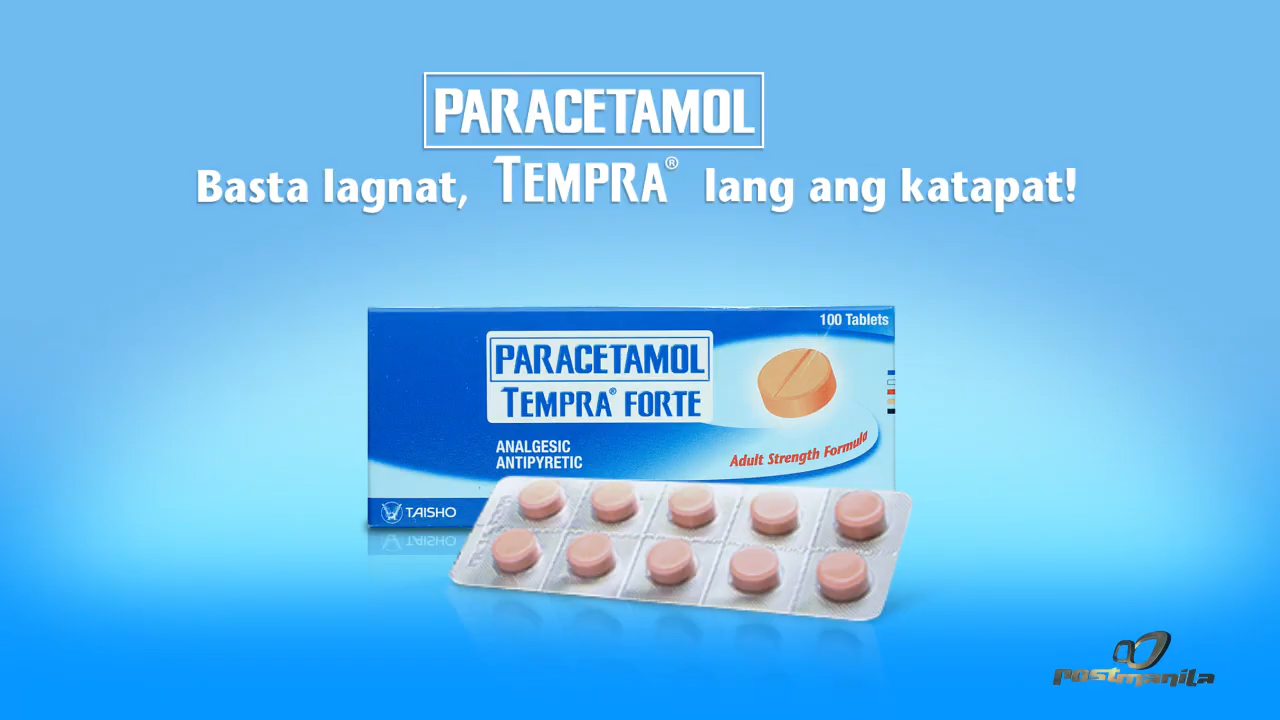 PARACETAMOL
Basta lagnat, TEMPRA® lang ang katapat!
100 Tablets
PARACETAMOL
TEMPRA® FORTE
ANALGESIC
ANTIPYRETIC
Adult Strength Formula
TAISHO
postmanila